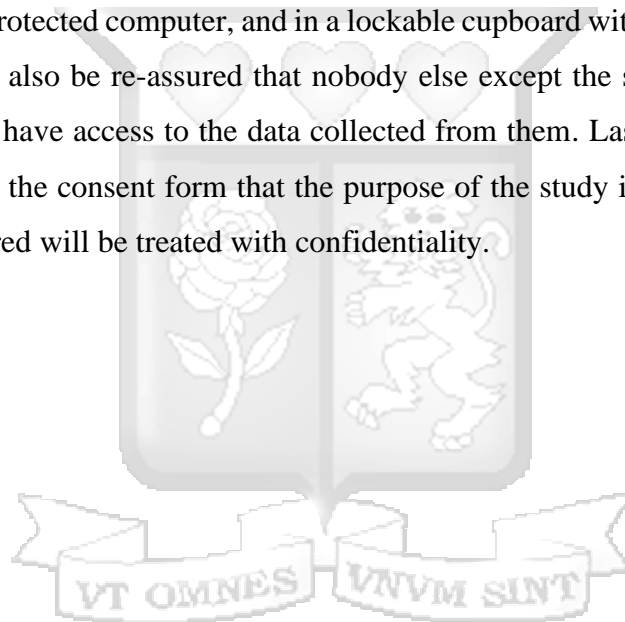 rotected computer, and in a lockable cupboard wit
also be re-assured that nobody else except the s
have access to the data collected from them. Las
the consent form that the purpose of the study i
red will be treated with confidentiality.
VT OMNES VNVM SINT